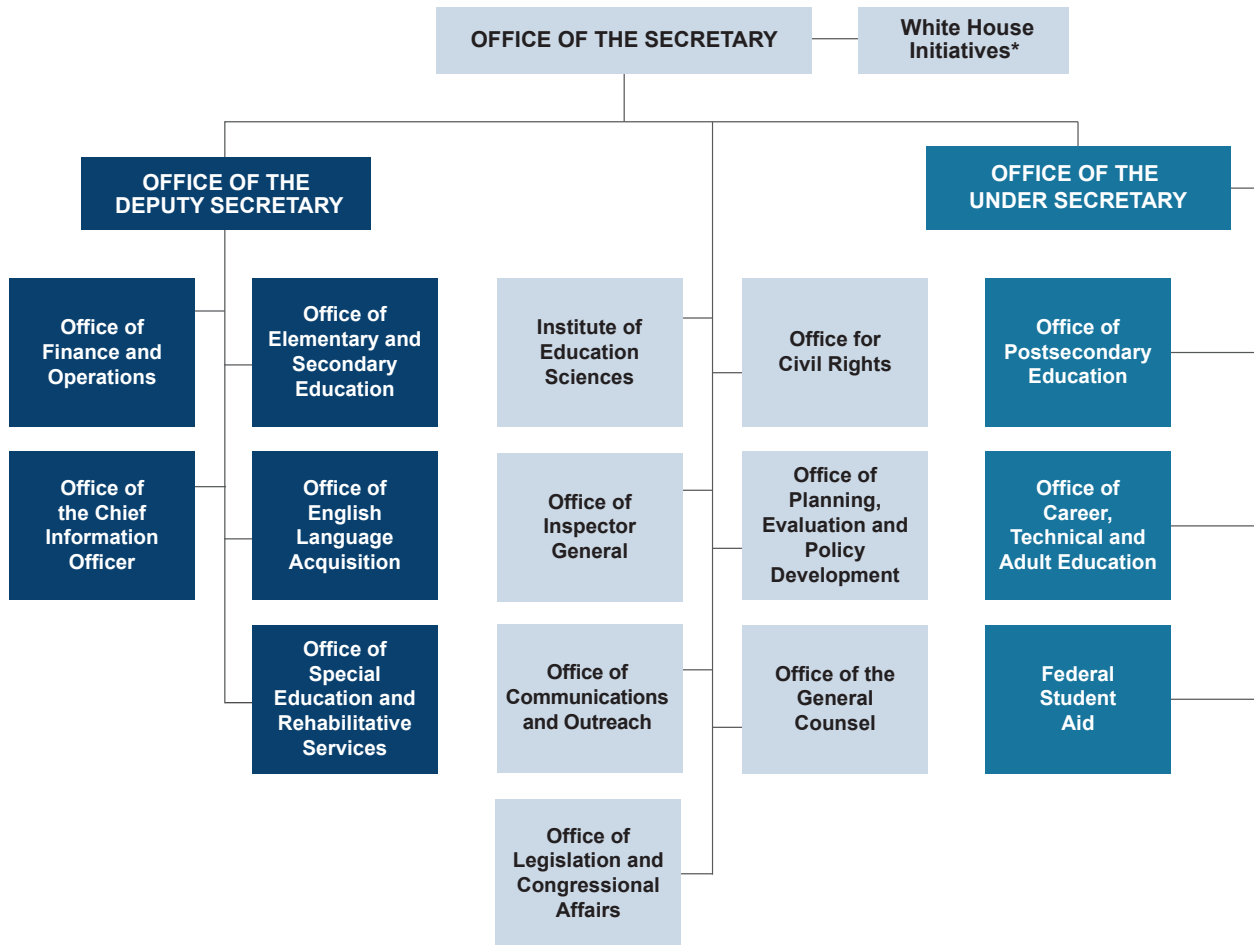 OFFICE OF THE SECRETARY
White House
Initiatives*
OFFICE OF THE
DEPUTY SECRETARY
OFFICE OF THE
UNDER SECRETARY
Office of
Finance and
Operations
Office of
Elementary and
Secondary
Education
Institute of
Education
Sciences
Office for
Civil Rights
Office of
Postsecondary
Education
Office of
the Chief
Information
Officer
Office of
English
Language
Acquisition
Office of
Inspector
General
Office of
Planning,
Evaluation and
Policy
Development
Office of
Career,
Technical and
Adult Education
Office of
Special
Education and
Rehabilitative
Services
Office of
Communications
and Outreach
Office of the
General
Counsel
Federal
Student
Aid
Office of
Legislation and
Congressional
Affairs